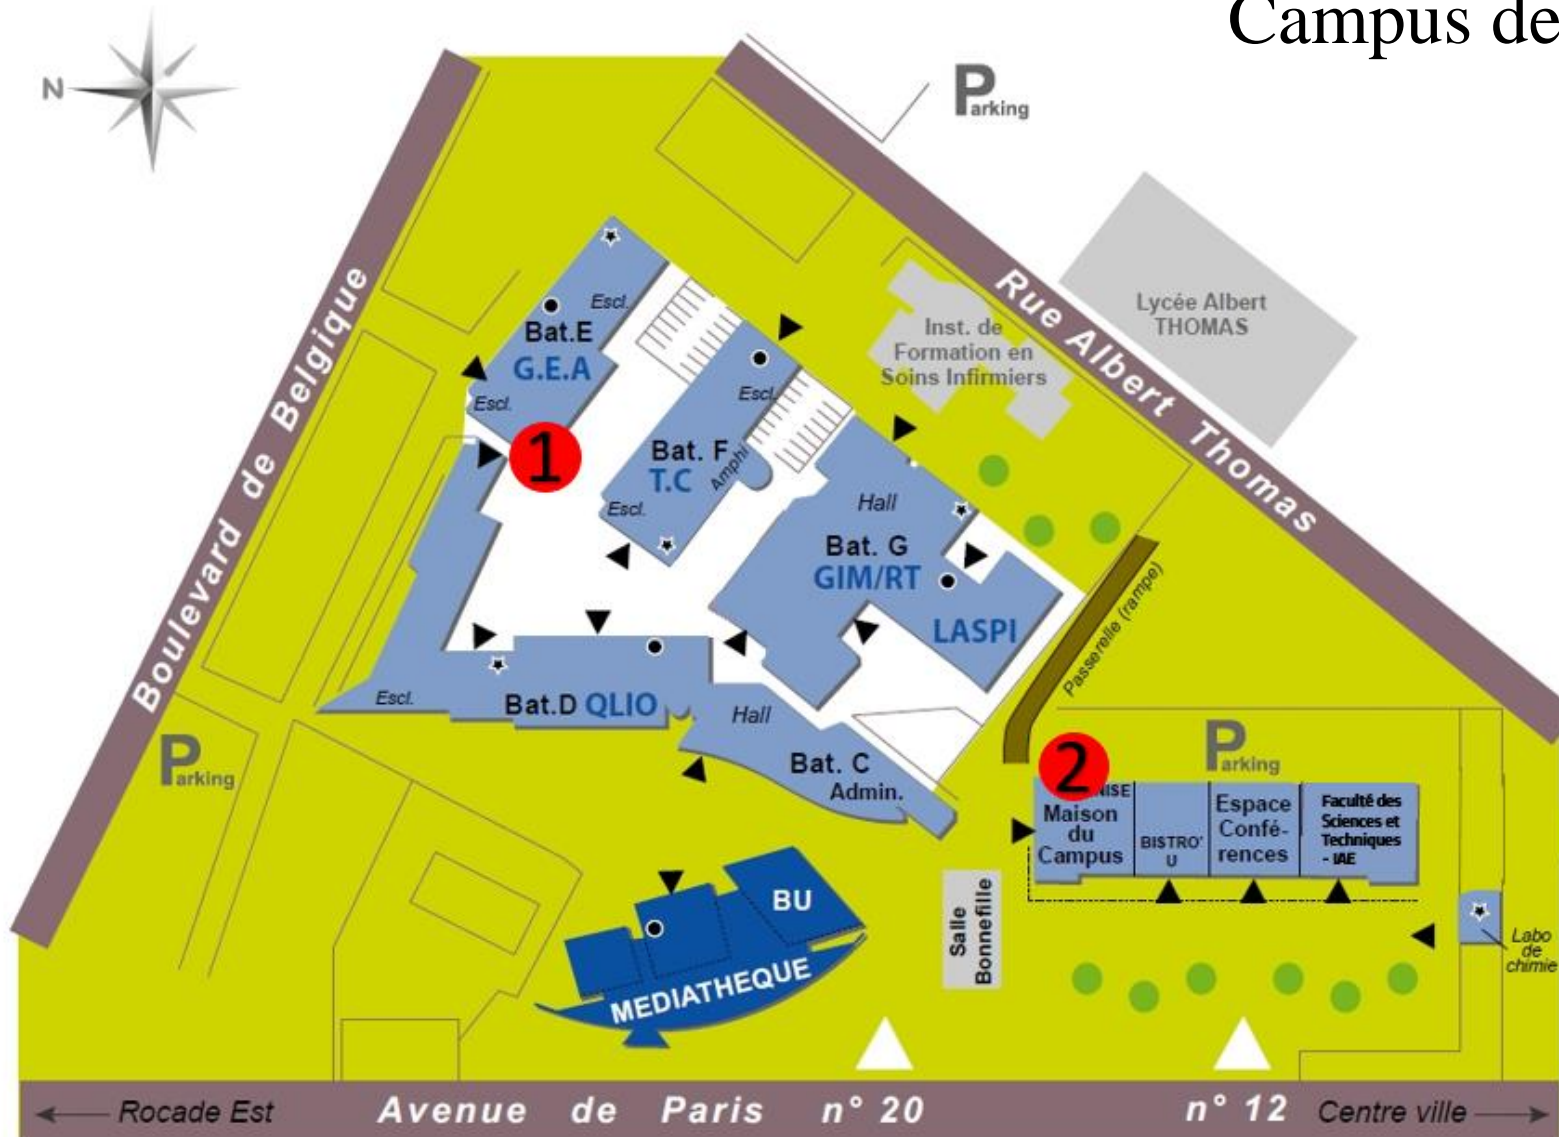 Campus de
N
Parking
Boulevard de Belgique
Rue Albert Thomas
Lycée Albert
THOMAS
Inst. de
Formation en
Soins Infirmiers
Escl.
Bat.E
G.E.A
Escl.
1
Escl.
Bat. F
T.C
Amphi
Escl.
Hall
Bat. G
GIM/RT
LASPI
Passerelle (rampe)
Escl.
Bat.D QLIO
Hall
Bat. C
Admin.
Parking
Parking
2
Maison
du
Campus
BISTRO'
U
Espace
Confé-
rences
Faculté des
Sciences et
Techniques
- IAE
BU
MEDIATHEQUE
Salle
Bonnefille
Labo
de
chimie
Rocade Est
Avenue de Paris n° 20
n° 12
Centre ville